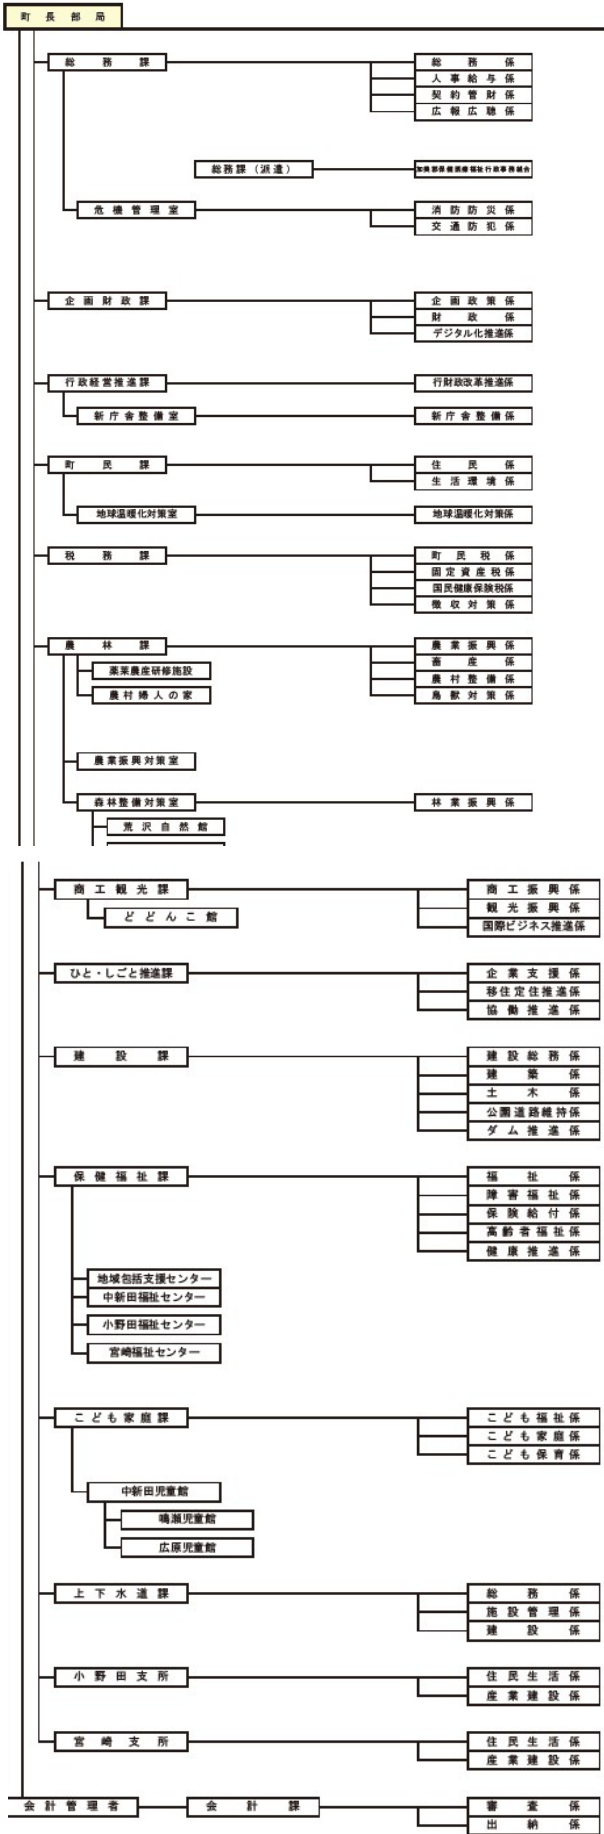 町長部局
総務課 総務係
人事給与係
契約管財係
広報広聴係
総務課(派遣) 加美郡保健医療福祉行政事務組合
危機管理室 消防防災係
交通防犯係
企画財政課 企画政策係
財政係
デジタル化推進係
行政経営推進課 行財政改革推進係
新庁舎整備室 新庁舎整備係
町民課 住民係
生活環境係
地球温暖化対策室 地球温暖化対策係
税務課 町民税係
固定資産税係
国民健康保険税係
徴収対策係
農林課 農業振興係
畜産係
薬莱農産研修施設
農村整備係
農村婦人の家 鳥獣対策係
農業振興対策室
森林整備対策室 林業振興係
荒沢自然館
商工観光課 商工振興係
どどんこ館 観光振興係
国際ビジネス推進係
ひと・しごと推進課 企業支援係
移住定住推進係
協働推進係
建設課 建設総務係
建築係
土木係
公園道路維持係
ダム推進係
保健福祉課 福祉係
障害福祉係
保険給付係
高齢者福祉係
健康推進係
地域包括支援センター
中新田福祉センター
小野田福祉センター
宮崎福祉センター
こども家庭課 こども福祉係
こども家庭係
こども保育係
中新田児童館
鳴瀬児童館
広原児童館
上下水道課 総務係
施設管理係
建設係
小野田支所 住民生活係
産業建設係
宮崎支所 住民生活係
産業建設係
会計管理者 会計課 審査係
出納係